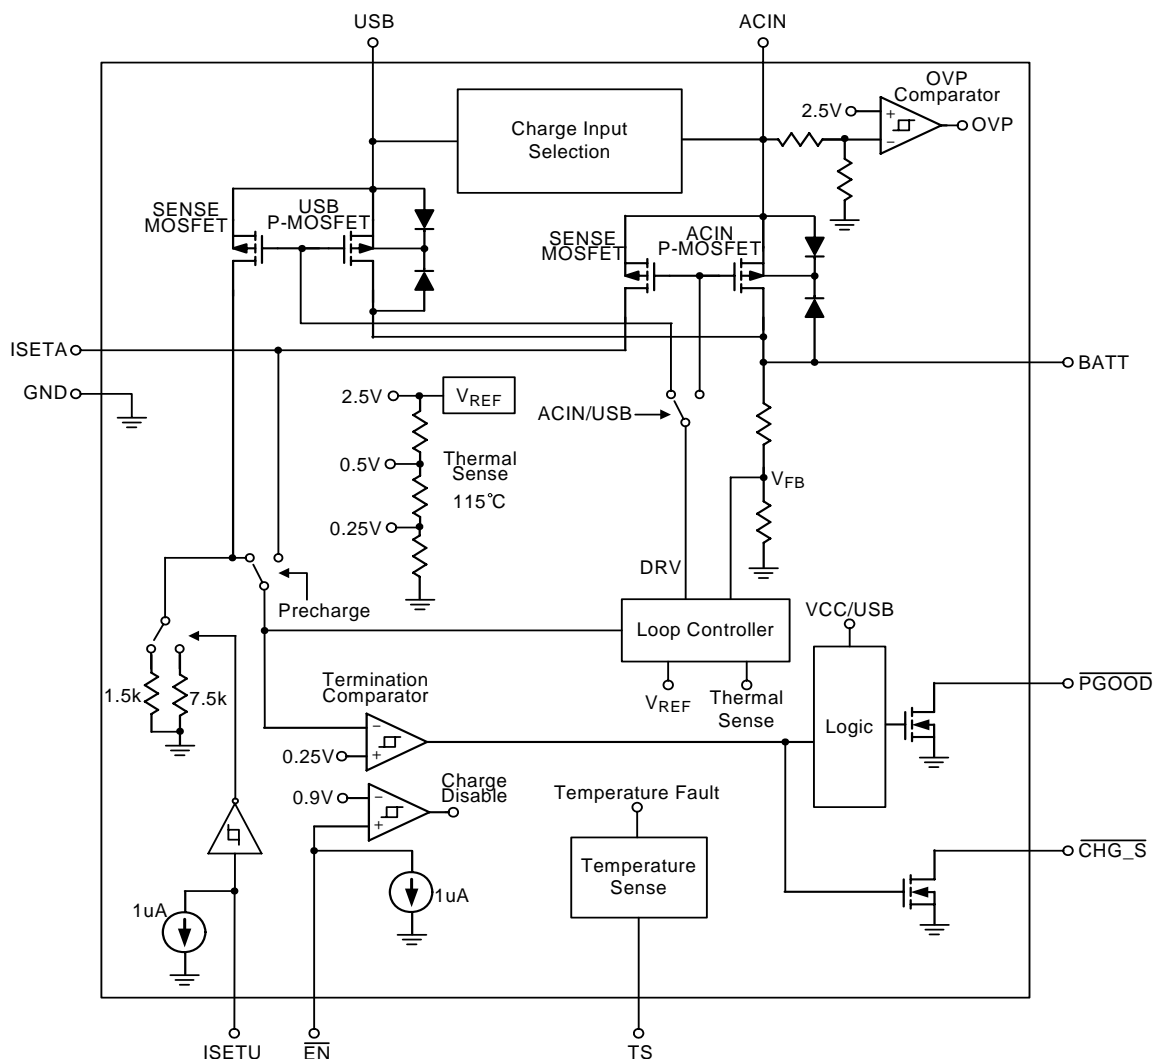 USB
ACIN
OVP
Comparator
2.5V
+
−
OVP
Charge Input
Selection
SENSE
MOSFET
USB
P-MOSFET
SENSE
MOSFET
ACIN
P-MOSFET
ISETA
BATT
GND
2.5V
VREF
ACIN/USB
0.5V
Thermal
Sense
115℃
VFB
0.25V
DRV
Precharge
VCC/USB
Loop Controller
1.5k
7.5k
Termination
Comparator
VREF
Thermal
Sense
PGOOD
−
+
0.25V
Logic
0.9V
−
+
Charge
Disable
Temperature Fault
CHG_S
Temperature
Sense
1uA
1uA
ISETU
EN
TS